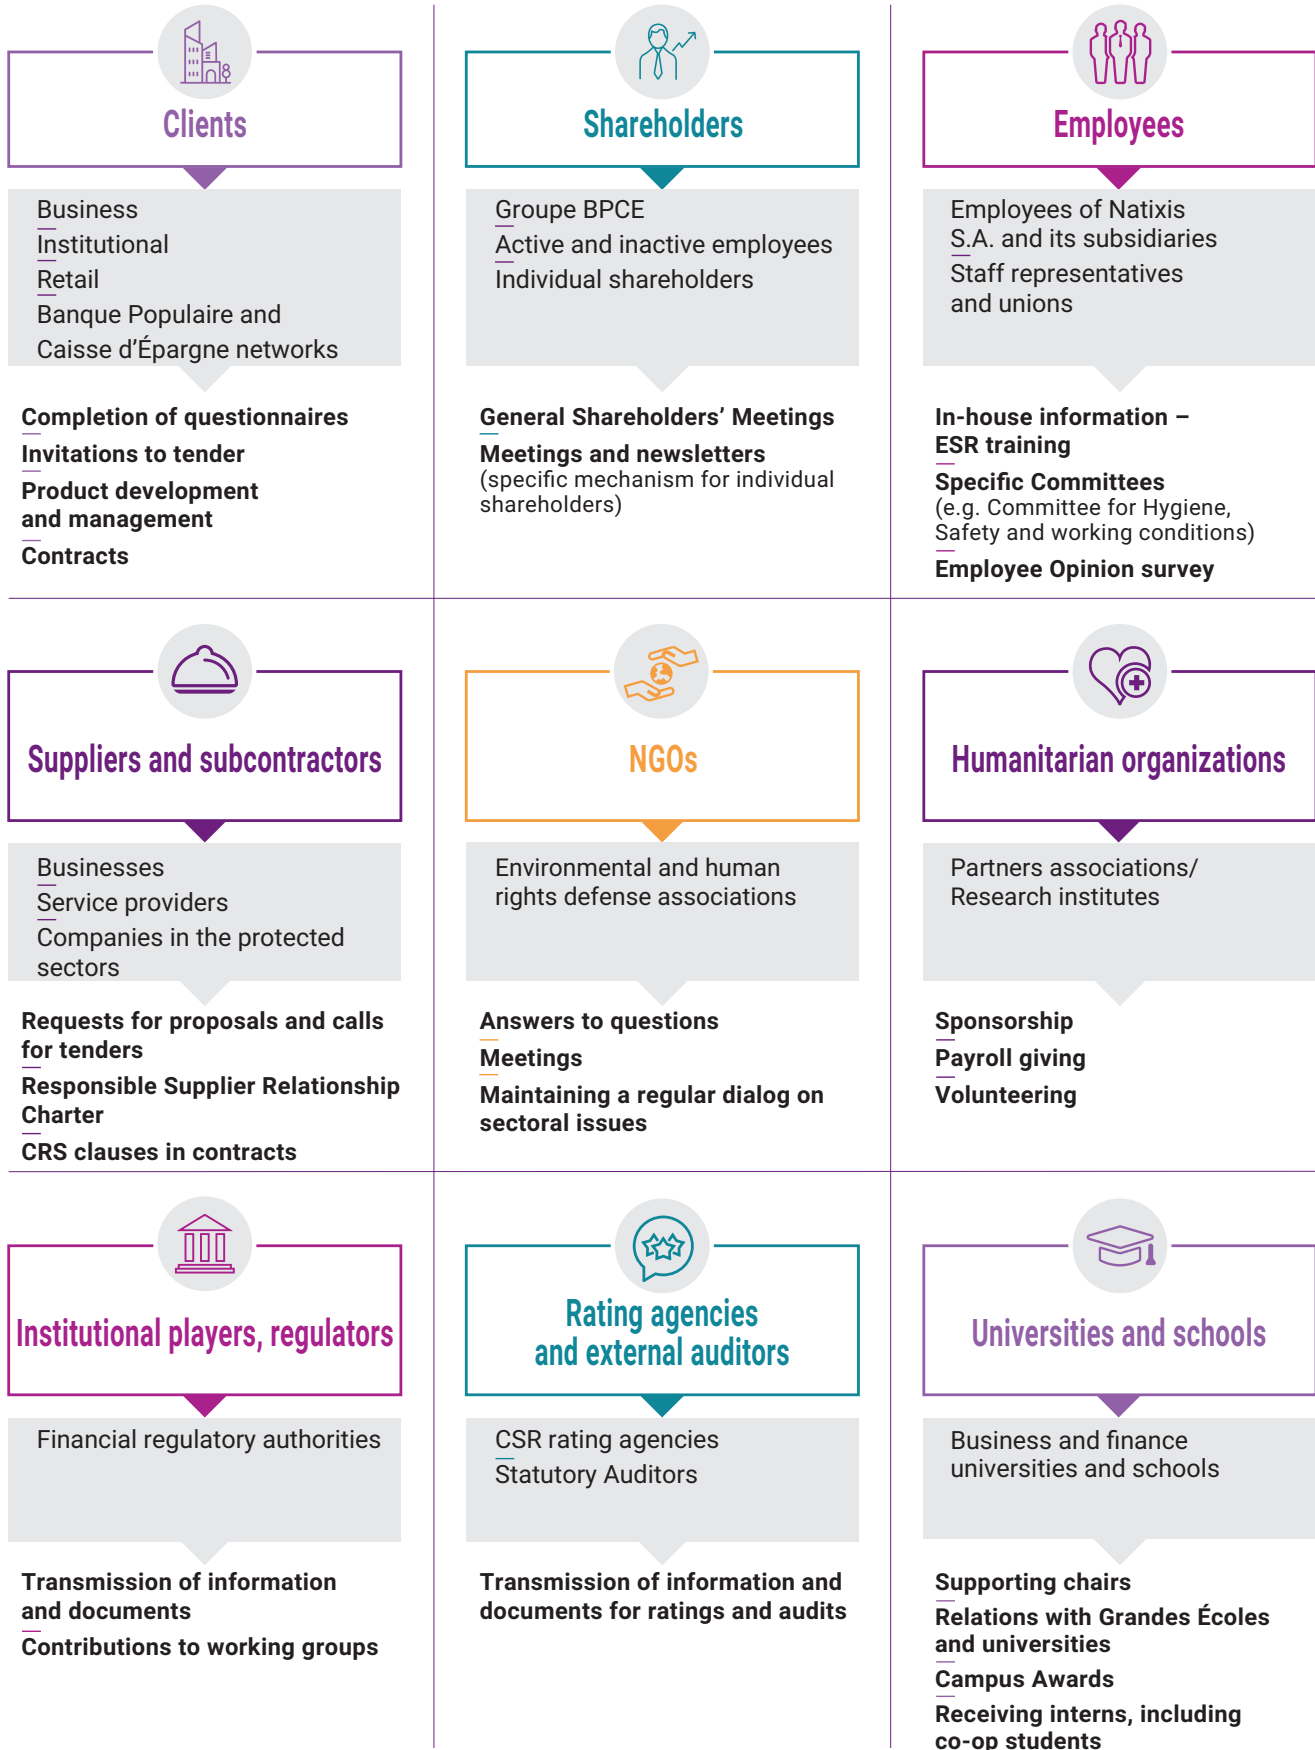 Clients
Business
Institutional
Retail
Banque Populaire and
Caisse d’Épargne networks
Completion of questionnaires
Invitations to tender
Product development
and management
Contracts
Shareholders
Groupe BPCE
Active and inactive employees
Individual shareholders
General Shareholders’ Meetings
Meetings and newsletters
(specific mechanism for individual
shareholders)
Employees
Employees of Natixis
S.A. and its subsidiaries
Staff representatives
and unions
In-house information –
ESR training
Specific Committees
(e.g. Committee for Hygiene,
Safety and working conditions)
Employee Opinion survey
Suppliers and subcontractors
Businesses
Service providers
Companies in the protected
sectors
Requests for proposals and calls
for tenders
Responsible Supplier Relationship
Charter
CRS clauses in contracts
NGOs
Environmental and human
rights defense associations
Answers to questions
Meetings
Maintaining a regular dialog on
sectoral issues
Humanitarian organizations
Partners associations/
Research institutes
Sponsorship
Payroll giving
Volunteering
Institutional players, regulators
Financial regulatory authorities
Transmission of information
and documents
Contributions to working groups
Rating agencies
and external auditors
CSR rating agencies
Statutory Auditors
Transmission of information and
documents for ratings and audits
Universities and schools
Business and finance
universities and schools
Supporting chairs
Relations with Grandes Écoles
and universities
Campus Awards
Receiving interns, including
co-op students